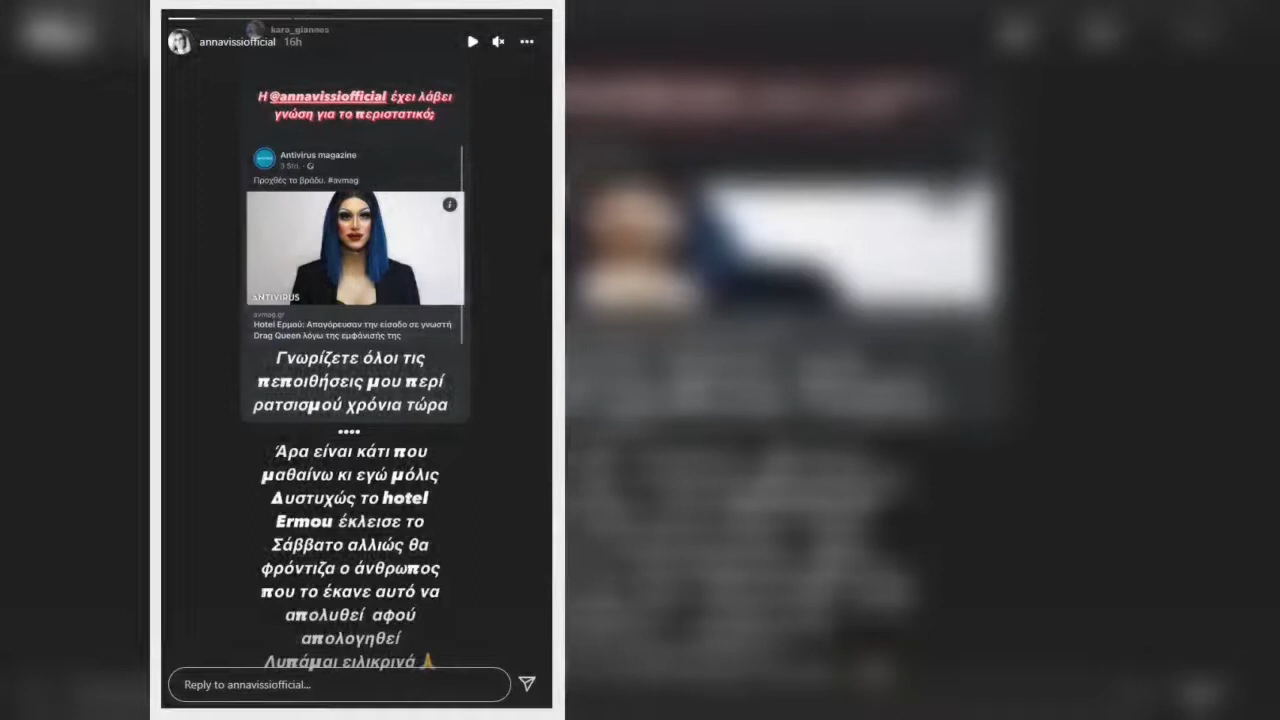 kara_giannes
annavissiofficial 16h
Η @annavissiofficial έχει λάβει
γνώση για το περιστατικό;
Antivirus magazine
Προχθές το βράδυ. #avmag
ANTIVIRUS
avmag.gr
Hotel Ερμού: Απαγόρευσαν την είσοδο σε γνωστή
Drag Queen λόγω της εμφάνισής της
Γνωρίζετε όλοι τις
πεποιθήσεις μου περί
ρατσισμού χρόνια τώρα
....
Άρα είναι κάτι που
μαθαίνω κι εγώ μόλις
Δυστυχώς το hotel
Ermou έκλεισε το
Σάββατο αλλιώς θα
φρόντιζα ο άνθρωπος
που το έκανε αυτό να
απολυθεί αφού
απολογηθεί
Λυπάμαι ειλικρινά 🙏
Reply to annavissiofficial...